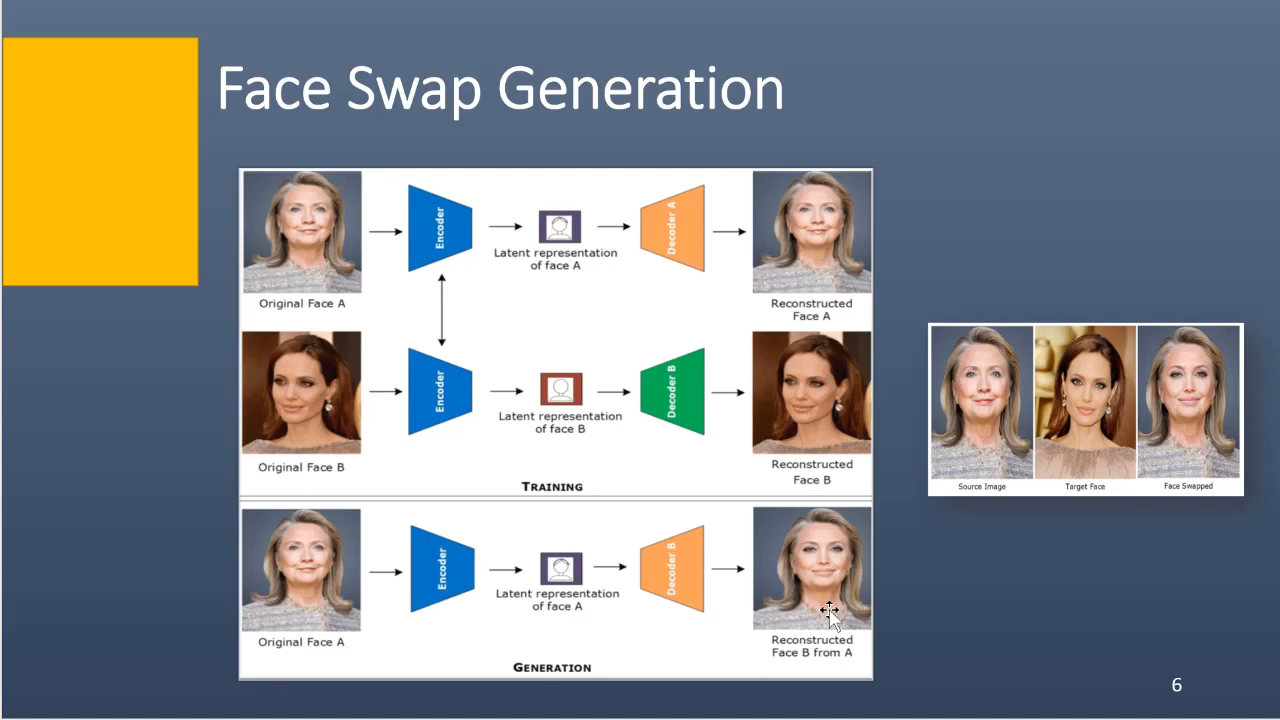 Face Swap Generation
Encoder
Decoder A
Latent representation
of face A
Original Face A
Reconstructed
Face A
Encoder
Decoder B
Latent representation
of face B
Original Face B
Reconstructed
Face B
TRAINING
Source Image
Target Face
Face Swapped
Encoder
Decoder B
Latent representation
of face A
Original Face A
Reconstructed
Face B from A
GENERATION
6